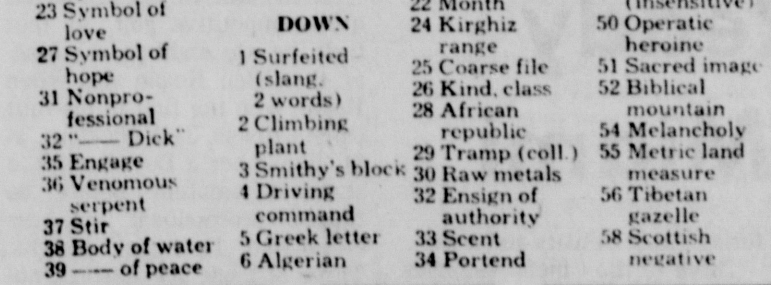 23 Symbol of
love
27 Symbol of
hope
31 Nonpro-
fessional
32 "—— Dick"
35 Engage
36 Venomous
serpent
37 Stir
38 Body of water
39 —— of peace
DOWN
1 Surfeited
(slang,
2 words)
2 Climbing
plant
3 Smithy's block
4 Driving
command
5 Greek letter
6 Algerian
22 Month
24 Kirghiz
range
25 Coarse file
26 Kind, class
28 African
republic
29 Tramp (coll.)
30 Raw metals
32 Ensign of
authority
33 Scent
34 Portend
(insensitive)
50 Operatic
heroine
51 Sacred image
52 Biblical
mountain
54 Melancholy
55 Metric land
measure
56 Tibetan
gazelle
58 Scottish
negative